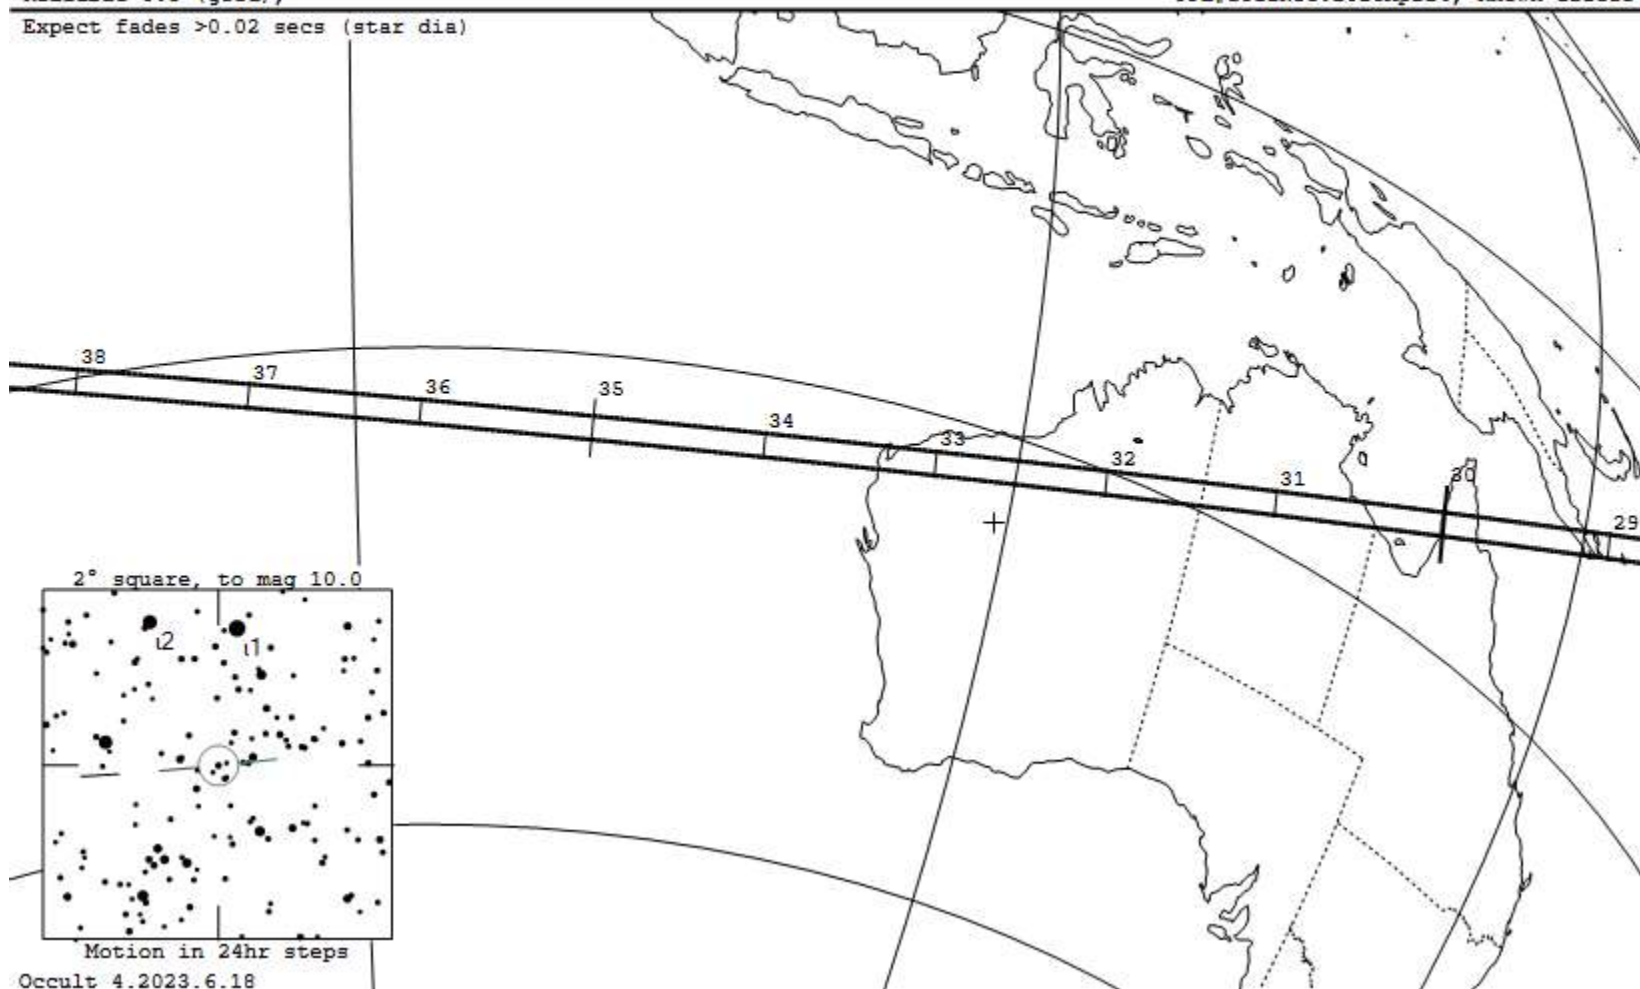 Expect fades >0.02 secs (star dia)
38
37
36
35
34
33
32
31
30
29
2° square, to mag 10.0
ι2
ι1
Motion in 24hr steps
Occult 4.2023.6.18